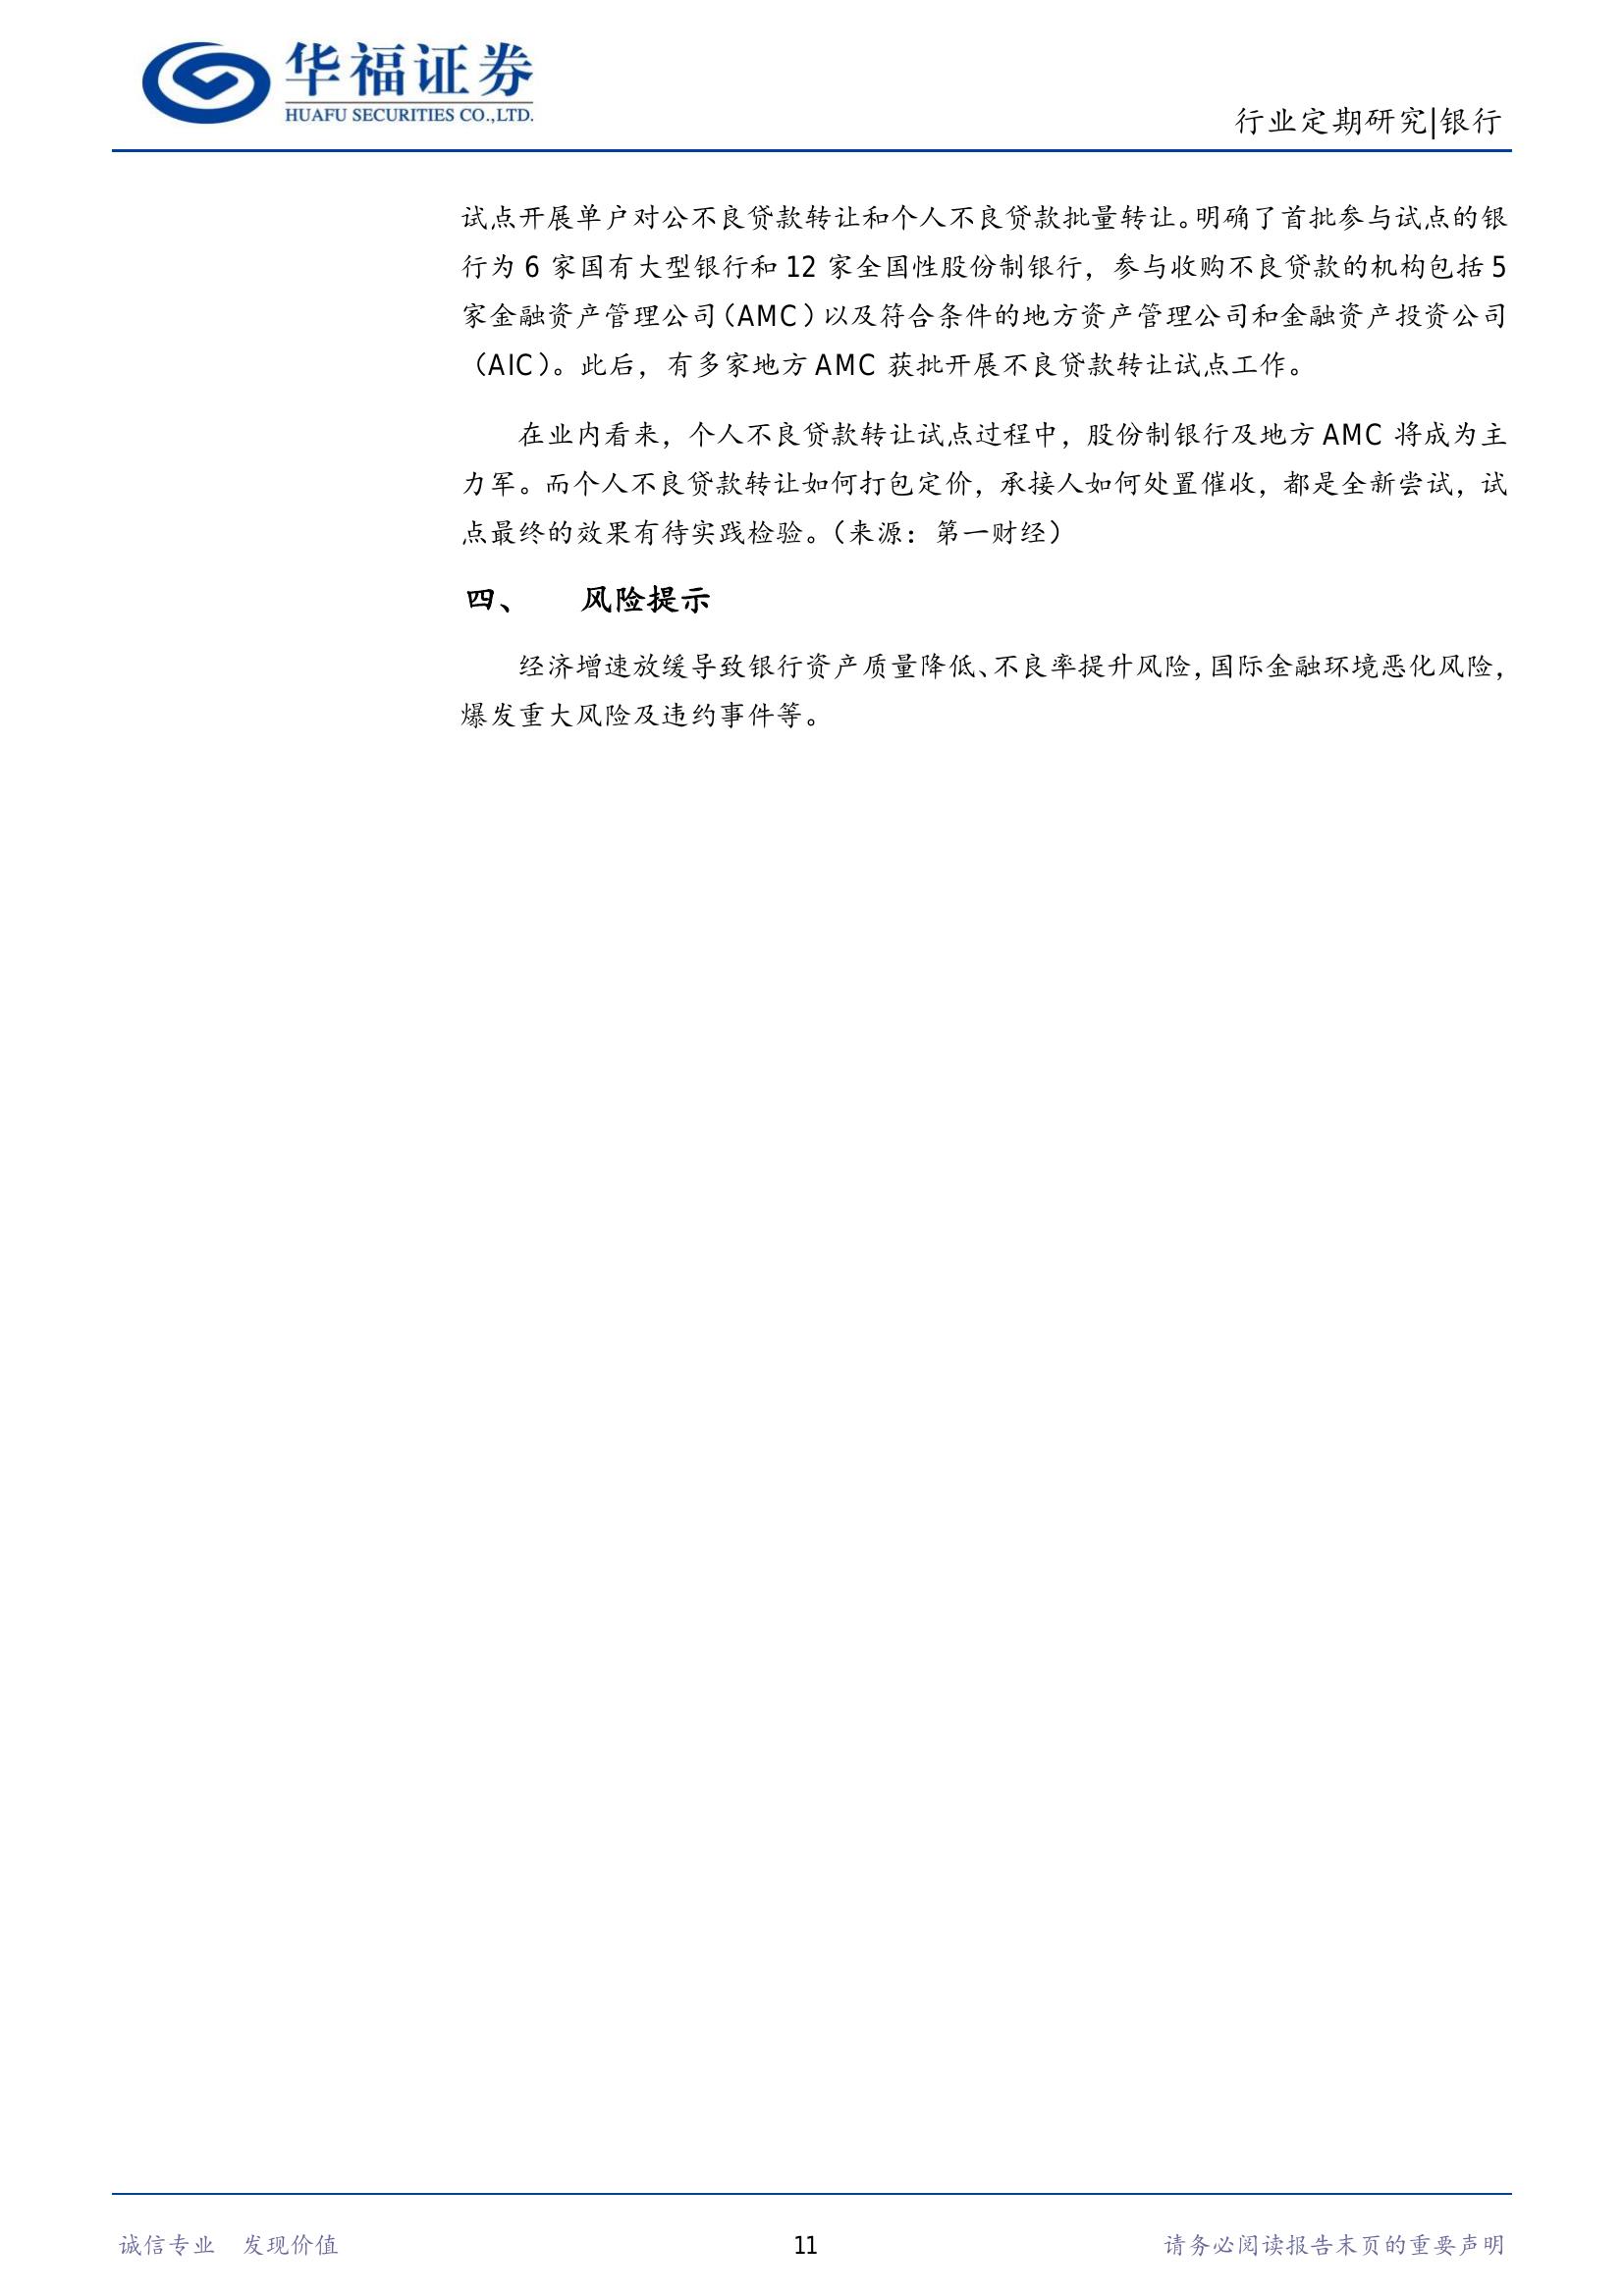 华福证券
HUAFU SECURITIES CO.,LTD.
行业定期研究|银行
试点开展单户对公不良贷款转让和个人不良贷款批量转让。明确了首批参与试点的银
行为 6 家国有大型银行和 12 家全国性股份制银行，参与收购不良贷款的机构包括 5
家金融资产管理公司（AMC）以及符合条件的地方资产管理公司和金融资产投资公司
（AIC）。此后，有多家地方 AMC 获批开展不良贷款转让试点工作。
在业内看来，个人不良贷款转让试点过程中，股份制银行及地方 AMC 将成为主
力军。而个人不良贷款转让如何打包定价，承接人如何处置催收，都是全新尝试，试
点最终的效果有待实践检验。（来源：第一财经）
四、 风险提示
经济增速放缓导致银行资产质量降低、不良率提升风险，国际金融环境恶化风险，
爆发重大风险及违约事件等。
诚信专业 发现价值
11
请务必阅读报告末页的重要声明